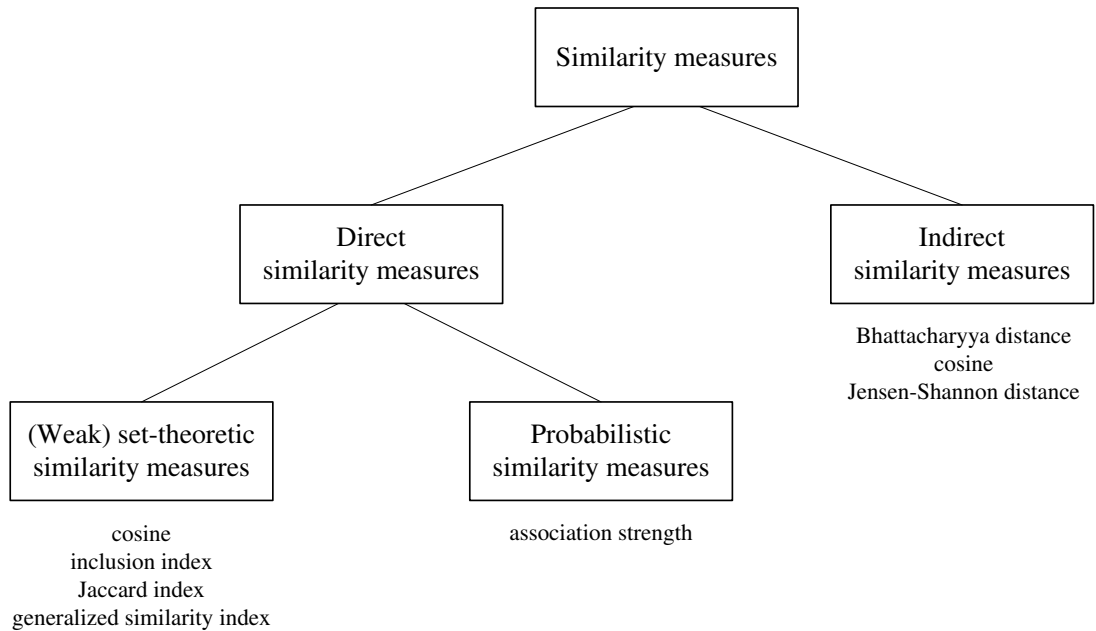 Similarity measures
Direct
similarity measures
Indirect
similarity measures
Bhattacharyya distance
cosine
Jensen-Shannon distance
(Weak) set-theoretic
similarity measures
Probabilistic
similarity measures
cosine
inclusion index
Jaccard index
generalized similarity index
association strength